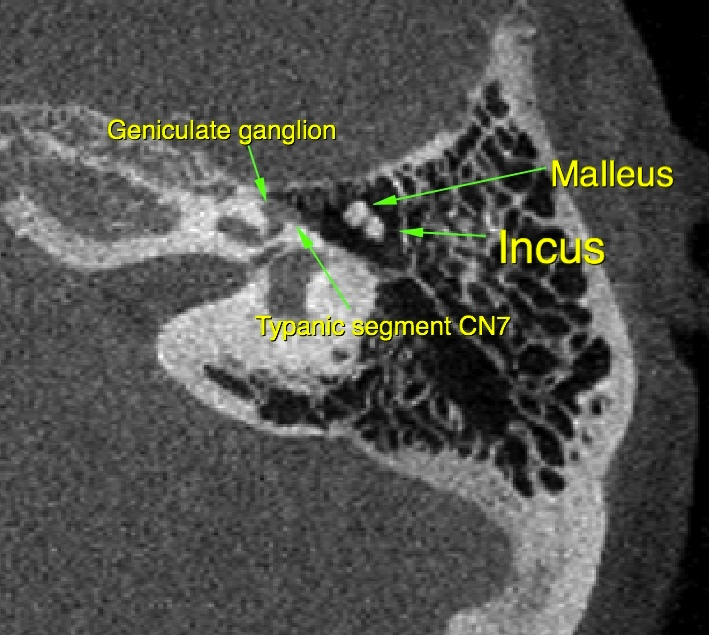 Geniculate ganglion
Malleus
Incus
Typanic segment CN7